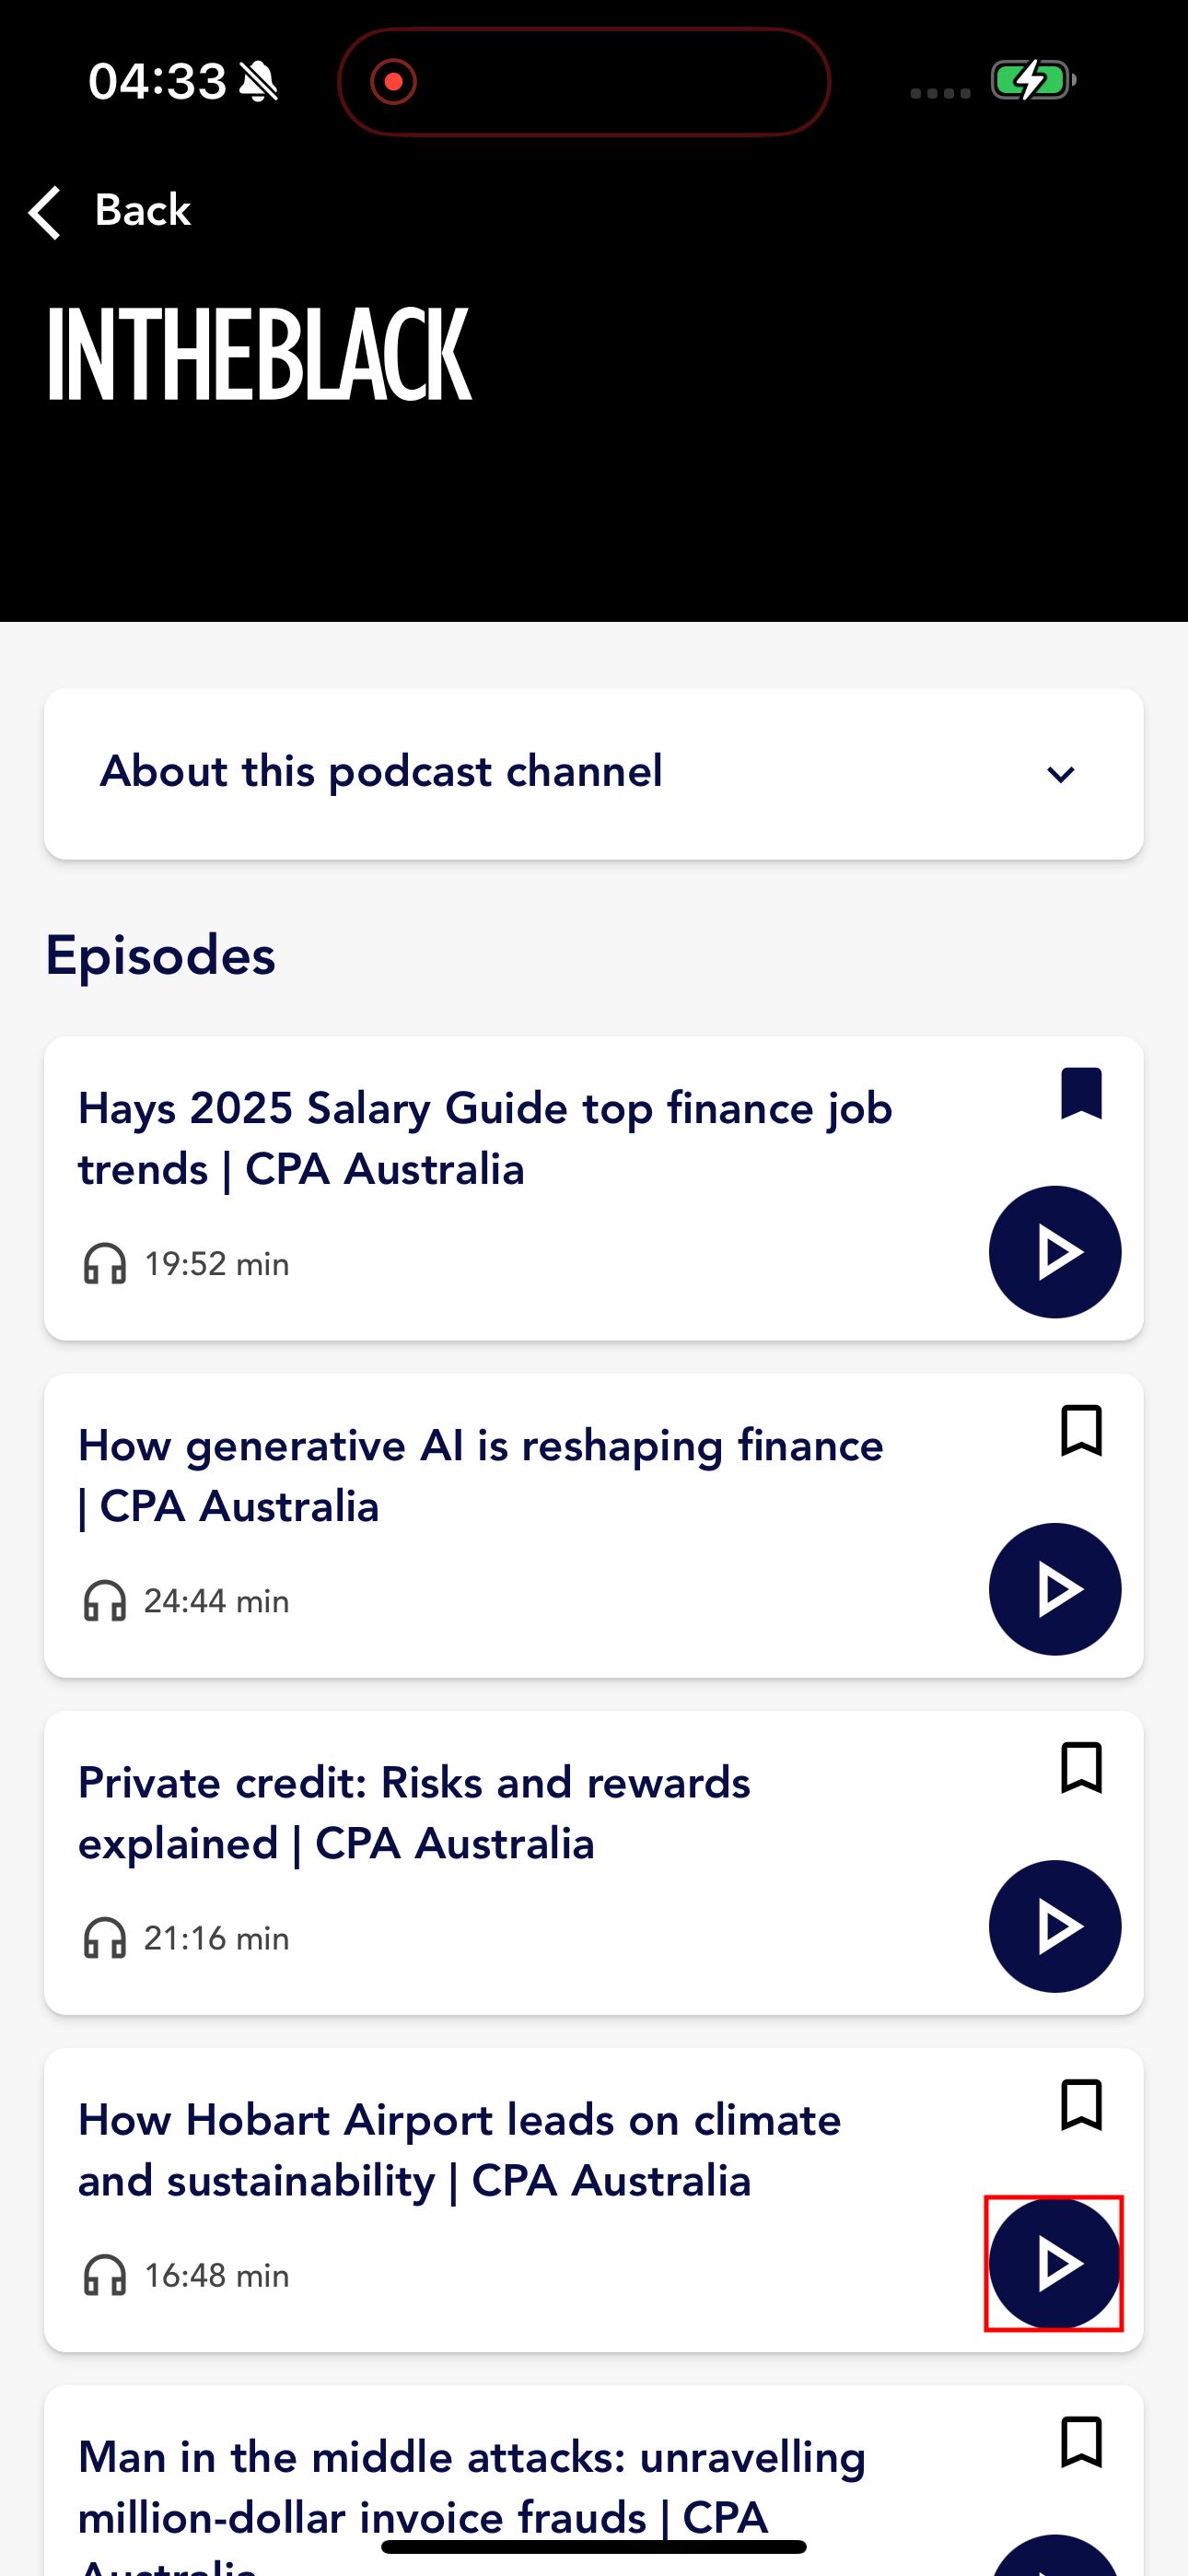 04:33
Back
INTHEBLACK
About this podcast channel
Episodes
Hays 2025 Salary Guide top finance job
trends | CPA Australia
19:52 min
How generative AI is reshaping finance
| CPA Australia
24:44 min
Private credit: Risks and rewards
explained | CPA Australia
21:16 min
How Hobart Airport leads on climate
and sustainability | CPA Australia
16:48 min
Man in the middle attacks: unravelling
million-dollar invoice frauds | CPA
Australia